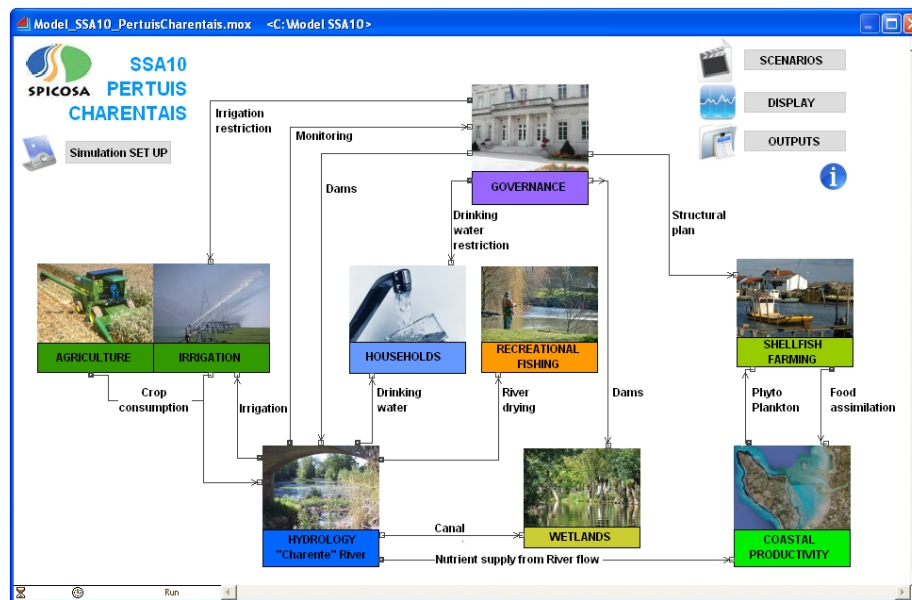 Model_SSA10_PertuisCharentais.mox <C:\Model SSA10>
SPICOSA
SSA10
PERTUIS
CHARENTAIS
Simulation SET UP
SCENARIOS
DISPLAY
OUTPUTS
i
Irrigation
restriction
Monitoring
Dams
GOVERNANCE
Drinking
water
restriction
Structural
plan
AGRICULTURE
IRRIGATION
HOUSEHOLDS
RECREATIONAL
FISHING
SHELLFISH
FARMING
Crop
consumption
Irrigation
Drinking
water
River
drying
Dams
Phyto
Plankton
Food
assimilation
HYDROLOGY
"Charente" River
Canal
WETLANDS
COASTAL
PRODUCTIVITY
Nutrient supply from River flow
Run